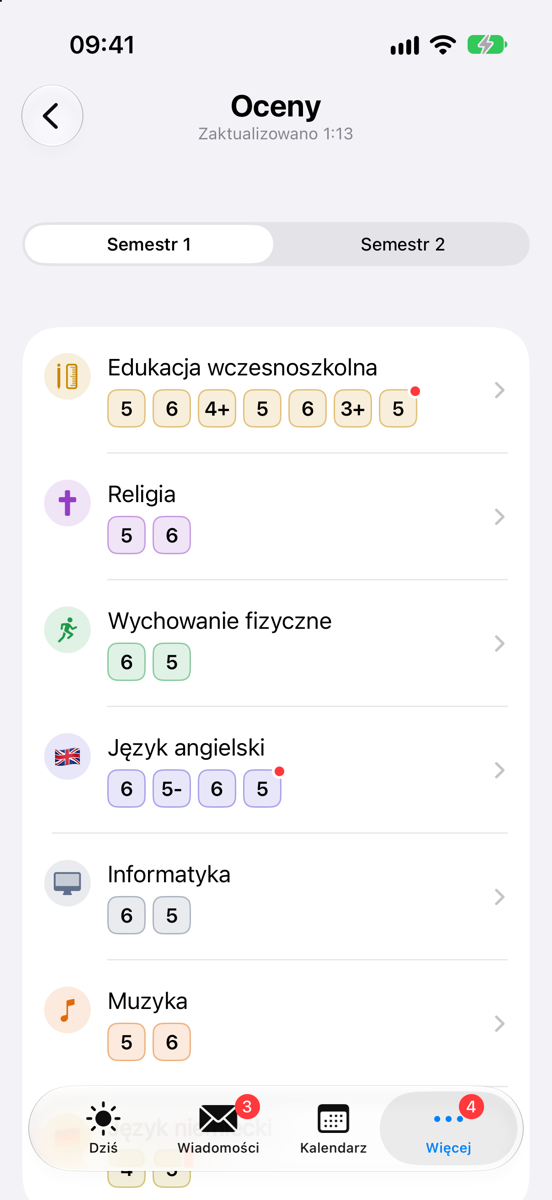 09:41
Oceny
Zaktualizowano 1:13
Semestr 1 Semestr 2
Edukacja wczesnoszkolna
5 6 4+ 5 6 3+ 5
Religia
5 6
Wychowanie fizyczne
6 5
Język angielski
6 5- 6 5
Informatyka
6 5
Muzyka
5 6
3 4
Język niemiecki
Dziś Wiadomości Kalendarz Więcej